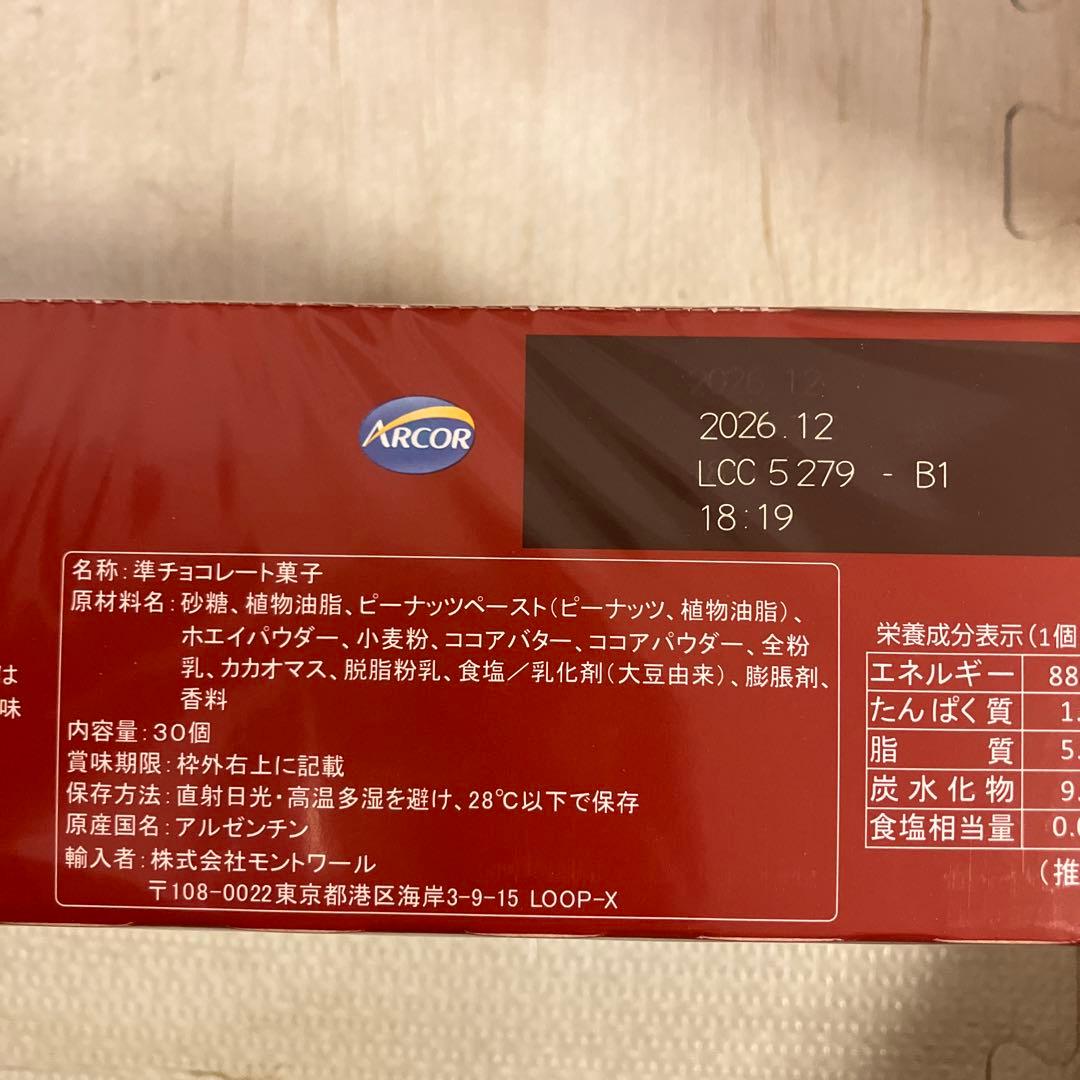 ARCOR
2026.12
LCC 5279 - B1
18:19
名称:準チョコレート菓子
原材料名:砂糖、植物油脂、ピーナッツペースト(ピーナッツ、植物油脂)、
ホエイパウダー、小麦粉、ココアバター、ココアパウダー、全粉
乳、カカオマス、脱脂粉乳、食塩/乳化剤(大豆由来)、膨脹剤、
香料
内容量:30個
賞味期限:枠外右上に記載
保存方法:直射日光・高温多湿を避け、28℃以下で保存
原産国名:アルゼンチン
輸入者:株式会社モントワール
〒108-0022東京都港区海岸3-9-15 LOOP-X
は
味
栄養成分表示(1個
エネルギー 88
たんぱく質 1.
脂質 5.
炭水化物 9.
食塩相当量 0.0
(推